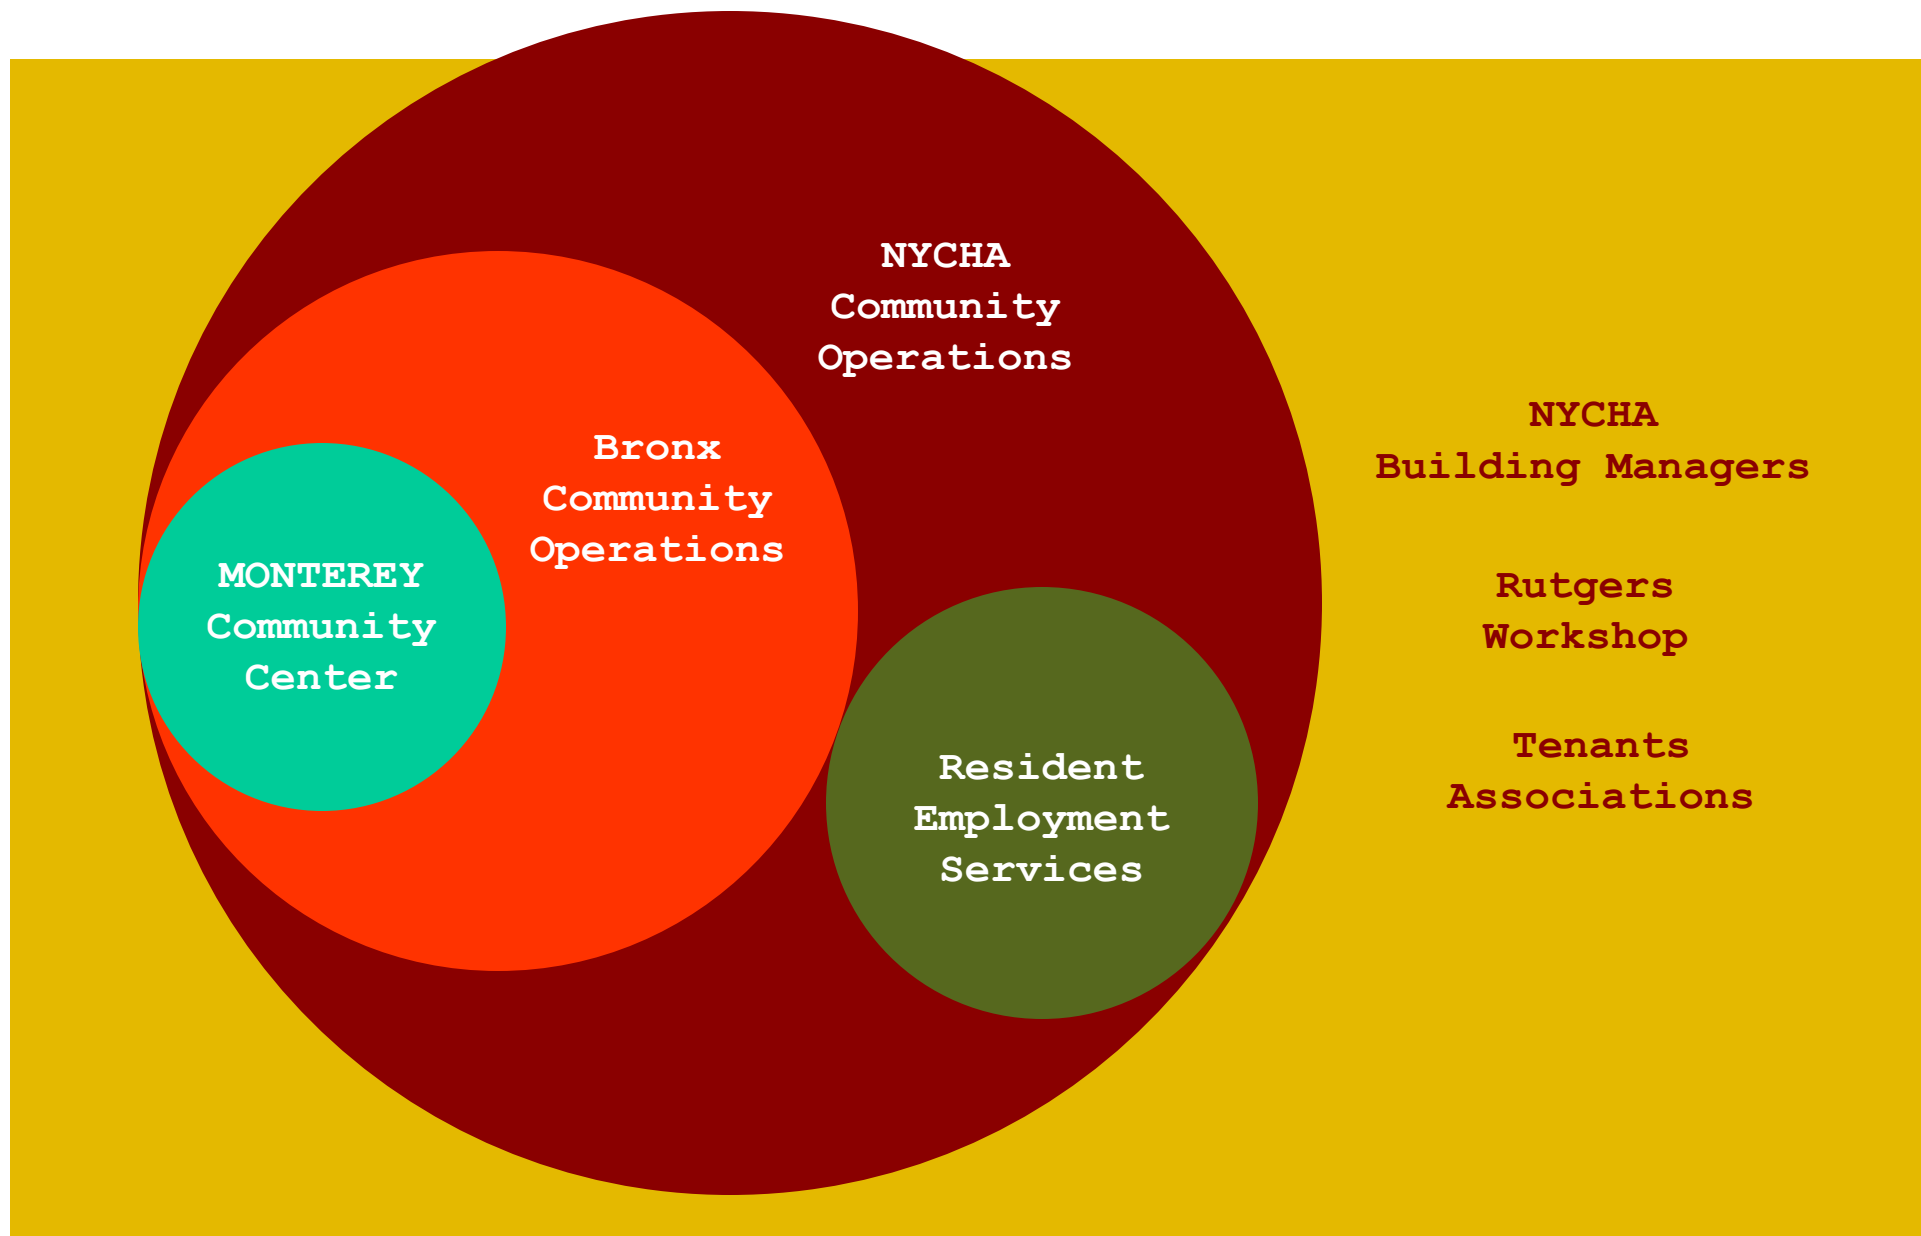 NYCHA
Community
Operations
Bronx
Community
Operations
MONTEREY
Community
Center
Resident
Employment
Services
NYCHA
Building Managers
Rutgers
Workshop
Tenants
Associations